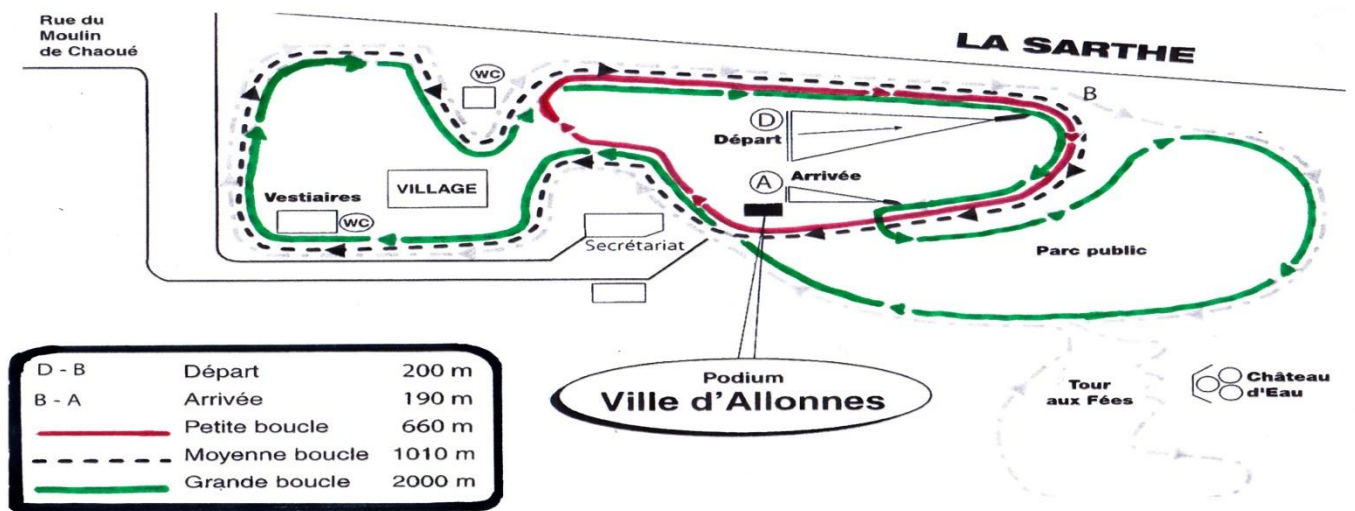 Rue du
Moulin
de Chaoué
LA SARTHE
WC
B
D
Départ
A
Arrivée
Vestiaires
WC
VILLAGE
Secrétariat
Parc public
Podium
Ville d'Allonnes
Tour
aux Fées
Château
d'Eau
D - B Départ 200 m
B - A Arrivée 190 m
Petite boucle 660 m
Moyenne boucle 1010 m
Grande boucle 2000 m